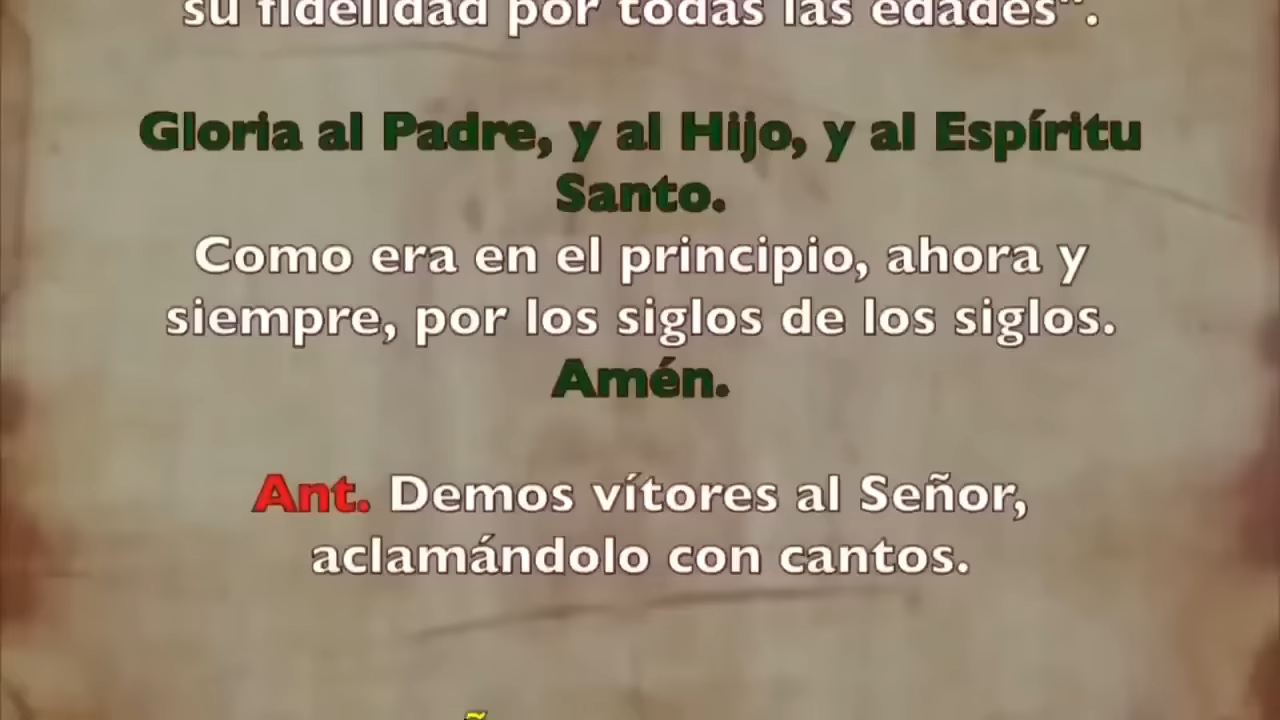 su fidelidad por todas las edades".
Gloria al Padre, y al Hijo, y al Espíritu
Santo.
Como era en el principio, ahora y
siempre, por los siglos de los siglos.
Amén.
Ant. Demos vítores al Señor,
aclamándolo con cantos.